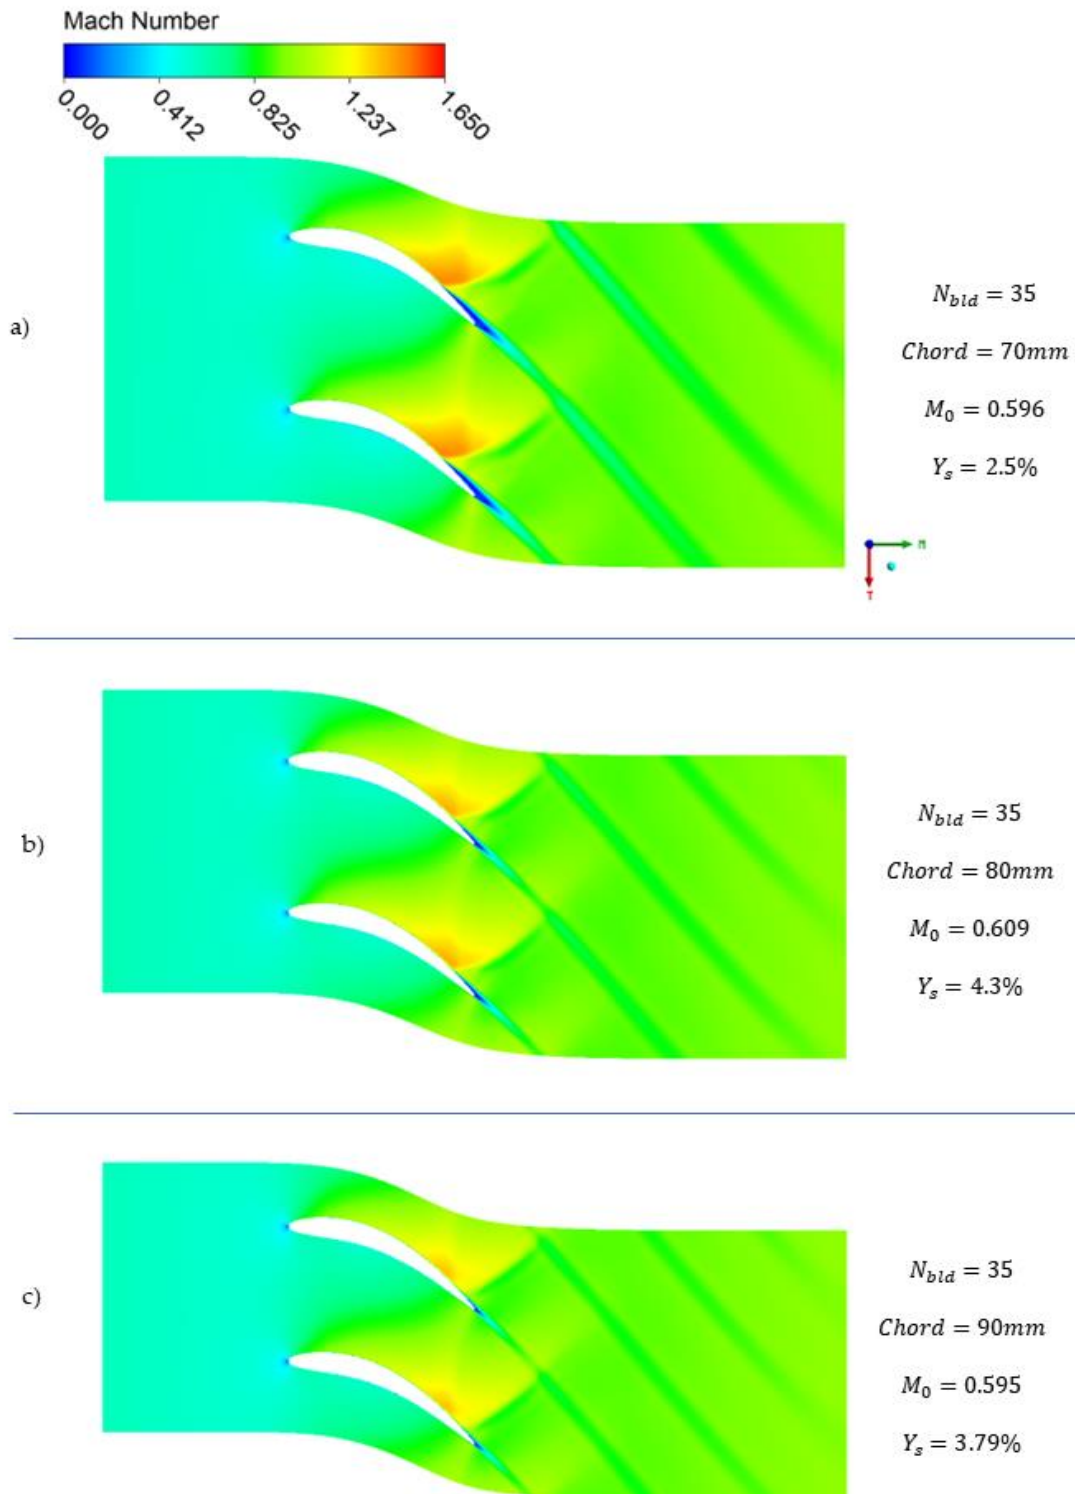 Mach Number
0.000
0.412
0.825
1.237
1.650
a)
N_bld = 35
Chord = 70mm
M_0 = 0.596
Y_s = 2.5%
M
T
b)
N_bld = 35
Chord = 80mm
M_0 = 0.609
Y_s = 4.3%
c)
N_bld = 35
Chord = 90mm
M_0 = 0.595
Y_s = 3.79%